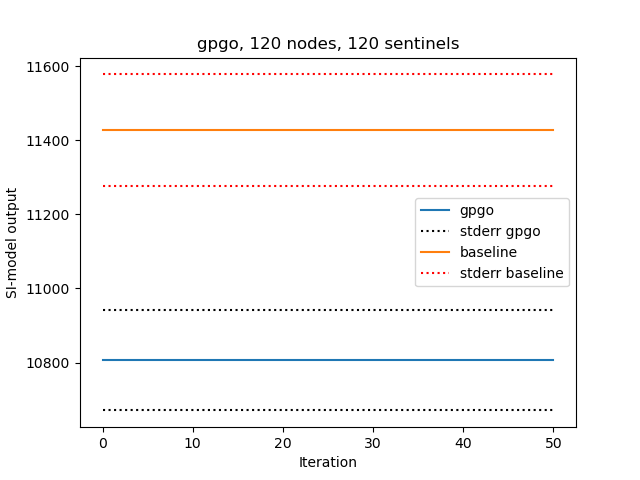 gpgo, 120 nodes, 120 sentinels
11600
11400
11200
11000
10800
SI-model output
gpgo
stderr gpgo
baseline
stderr baseline
0 10 20 30 40 50
Iteration